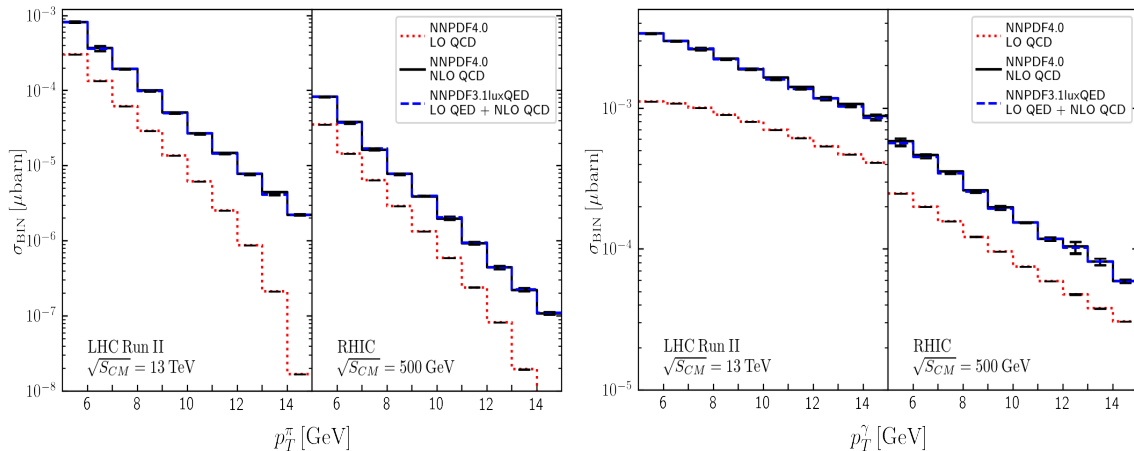 10⁻³
10⁻⁴
10⁻⁵
10⁻⁶
10⁻⁷
10⁻⁸
σ_BIN [μbarn]
NNPDF4.0
LO QCD
NNPDF4.0
NLO QCD
NNPDF3.1luxQED
LO QED + NLO QCD
LHC Run II
√S_CM = 13 TeV
RHIC
√S_CM = 500 GeV
6 8 10 12 14 6 8 10 12 14
p_T^π [GeV]
10⁻³
10⁻⁴
10⁻⁵
σ_BIN [μbarn]
NNPDF4.0
LO QCD
NNPDF4.0
NLO QCD
NNPDF3.1luxQED
LO QED + NLO QCD
LHC Run II
√S_CM = 13 TeV
RHIC
√S_CM = 500 GeV
6 8 10 12 14 6 8 10 12 14
p_T^γ [GeV]